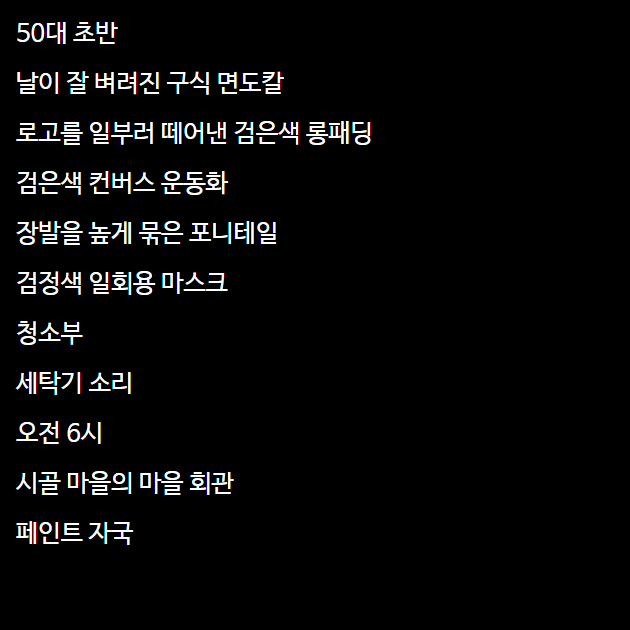 50대 초반
날이 잘 벼려진 구식 면도칼
로고를 일부러 떼어낸 검은색 롱패딩
검은색 컨버스 운동화
장발을 높게 묶은 포니테일
검정색 일회용 마스크
청소부
세탁기 소리
오전 6시
시골 마을의 마을 회관
페인트 자국